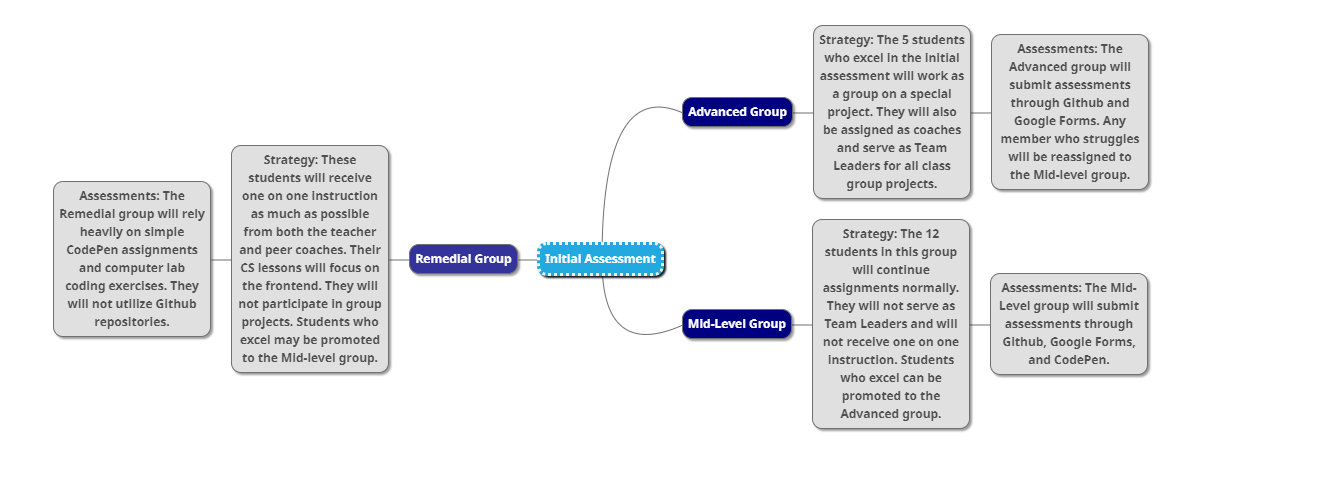 Initial Assessment
Advanced Group
Strategy: The 5 students
who excel in the initial
assessment will work as
a group on a special
project. They will also
be assigned as coaches
and serve as Team
Leaders for all class
group projects.
Assessments: The
Advanced group will
submit assessments
through Github and
Google Forms. Any
member who struggles
will be reassigned to
the Mid-level group.
Mid-Level Group
Strategy: The 12
students in this group
will continue
assignments normally.
They will not serve as
Team Leaders and will
not receive one on one
instruction. Students
who excel can be
promoted to the
Advanced group.
Assessments: The Mid-
Level group will submit
assessments through
Github, Google Forms,
and CodePen.
Remedial Group
Strategy: These
students will receive
one on one instruction
as much as possible
from both the teacher
and peer coaches. Their
CS lessons will focus on
the frontend. They will
not participate in group
projects. Students who
excel may be promoted
to the Mid-level group.
Assessments: The
Remedial group will rely
heavily on simple
CodePen assignments
and computer lab
coding exercises. They
will not utilize Github
repositories.